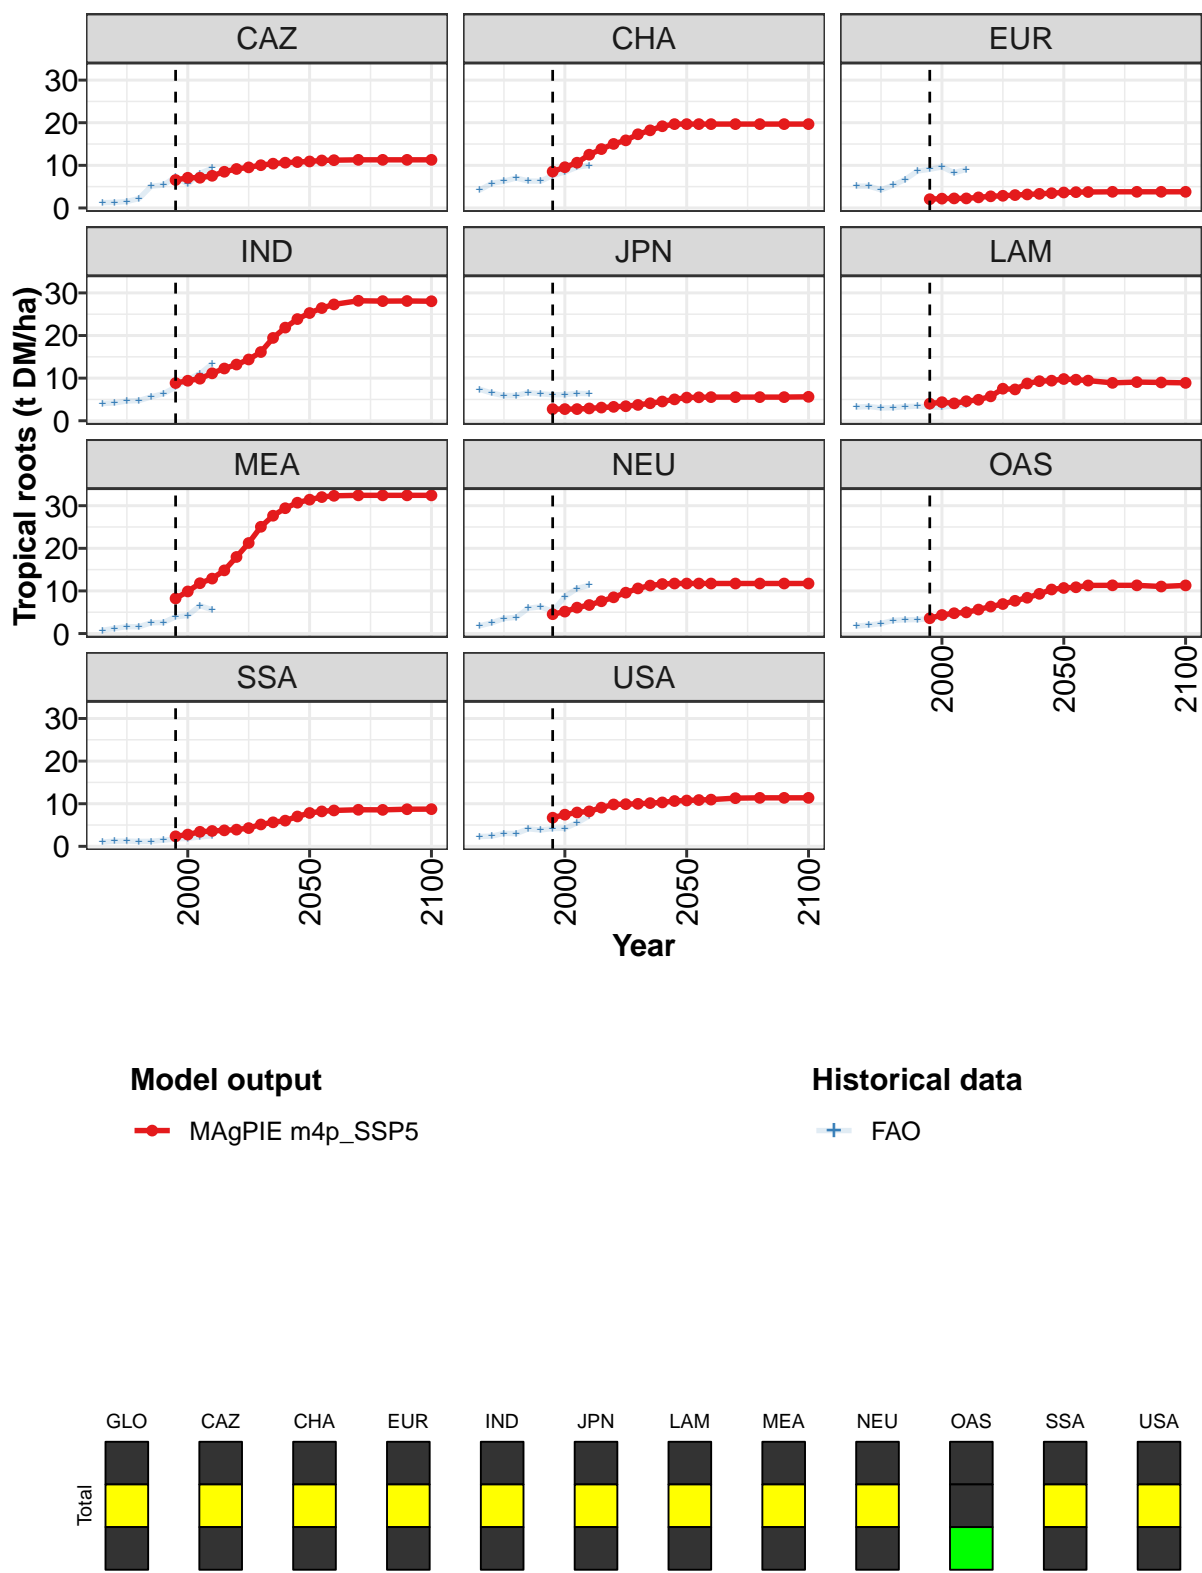 CAZ CHA EUR
30
20
10
0
IND JPN LAM
30
20
10
0
MEA NEU OAS
30
20
10
0
2000 2050 2100
SSA USA
30
20
10
0
2000 2050 2100 2000 2050 2100
Tropical roots (t DM/ha)
Year
Model output Historical data
MAgPIE m4p_SSP5 FAO
GLO CAZ CHA EUR IND JPN LAM MEA NEU OAS SSA USA
Total